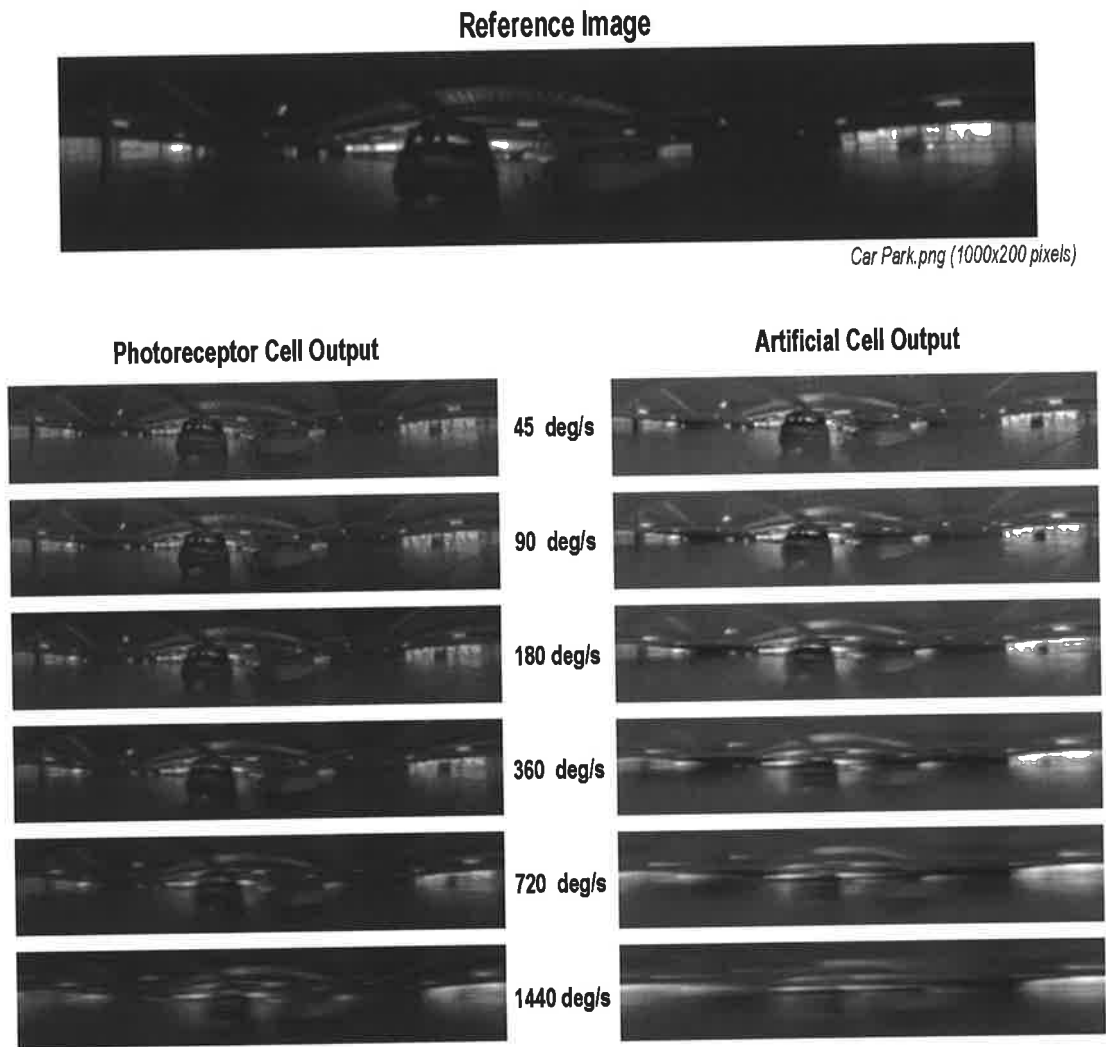 Reference Image
Car Park.png (1000x200 pixels)
Photoreceptor Cell Output
Artificial Cell Output
45 deg/s
90 deg/s
180 deg/s
360 deg/s
720 deg/s
1440 deg/s